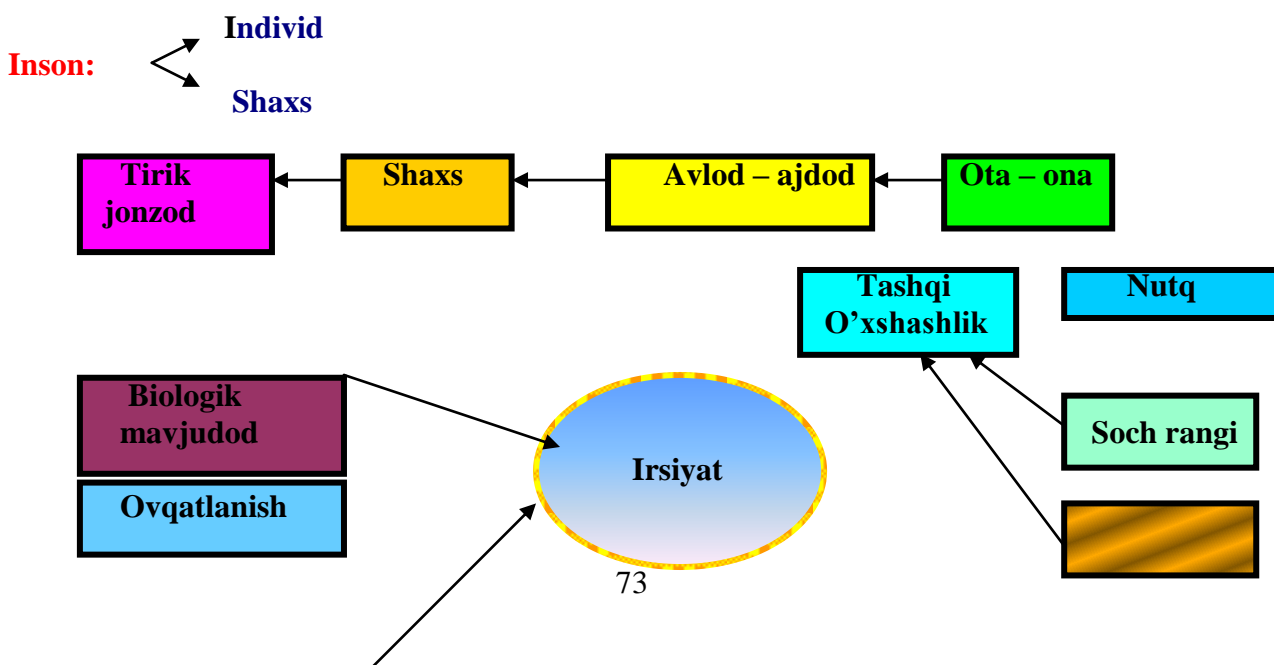 Individ
Inson:
Shaxs
Tirik
jonzod
Shaxs
Avlod – ajdod
Ota – ona
Tashqi
O’xshashlik
Nutq
Biologik
mavjudod
Soch rangi
Irsiyat
Ovqatlanish
73